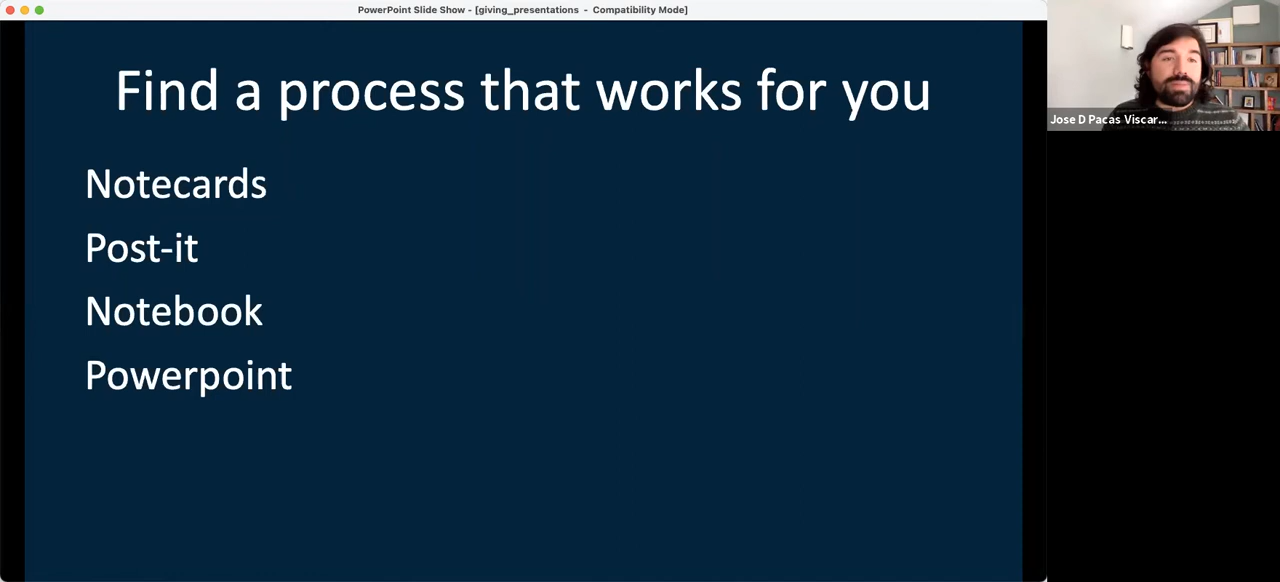 PowerPoint Slide Show - [giving_presentations - Compatibility Mode]
Find a process that works for you
Notecards
Post-it
Notebook
Powerpoint
Jose D Pacas Viscar...